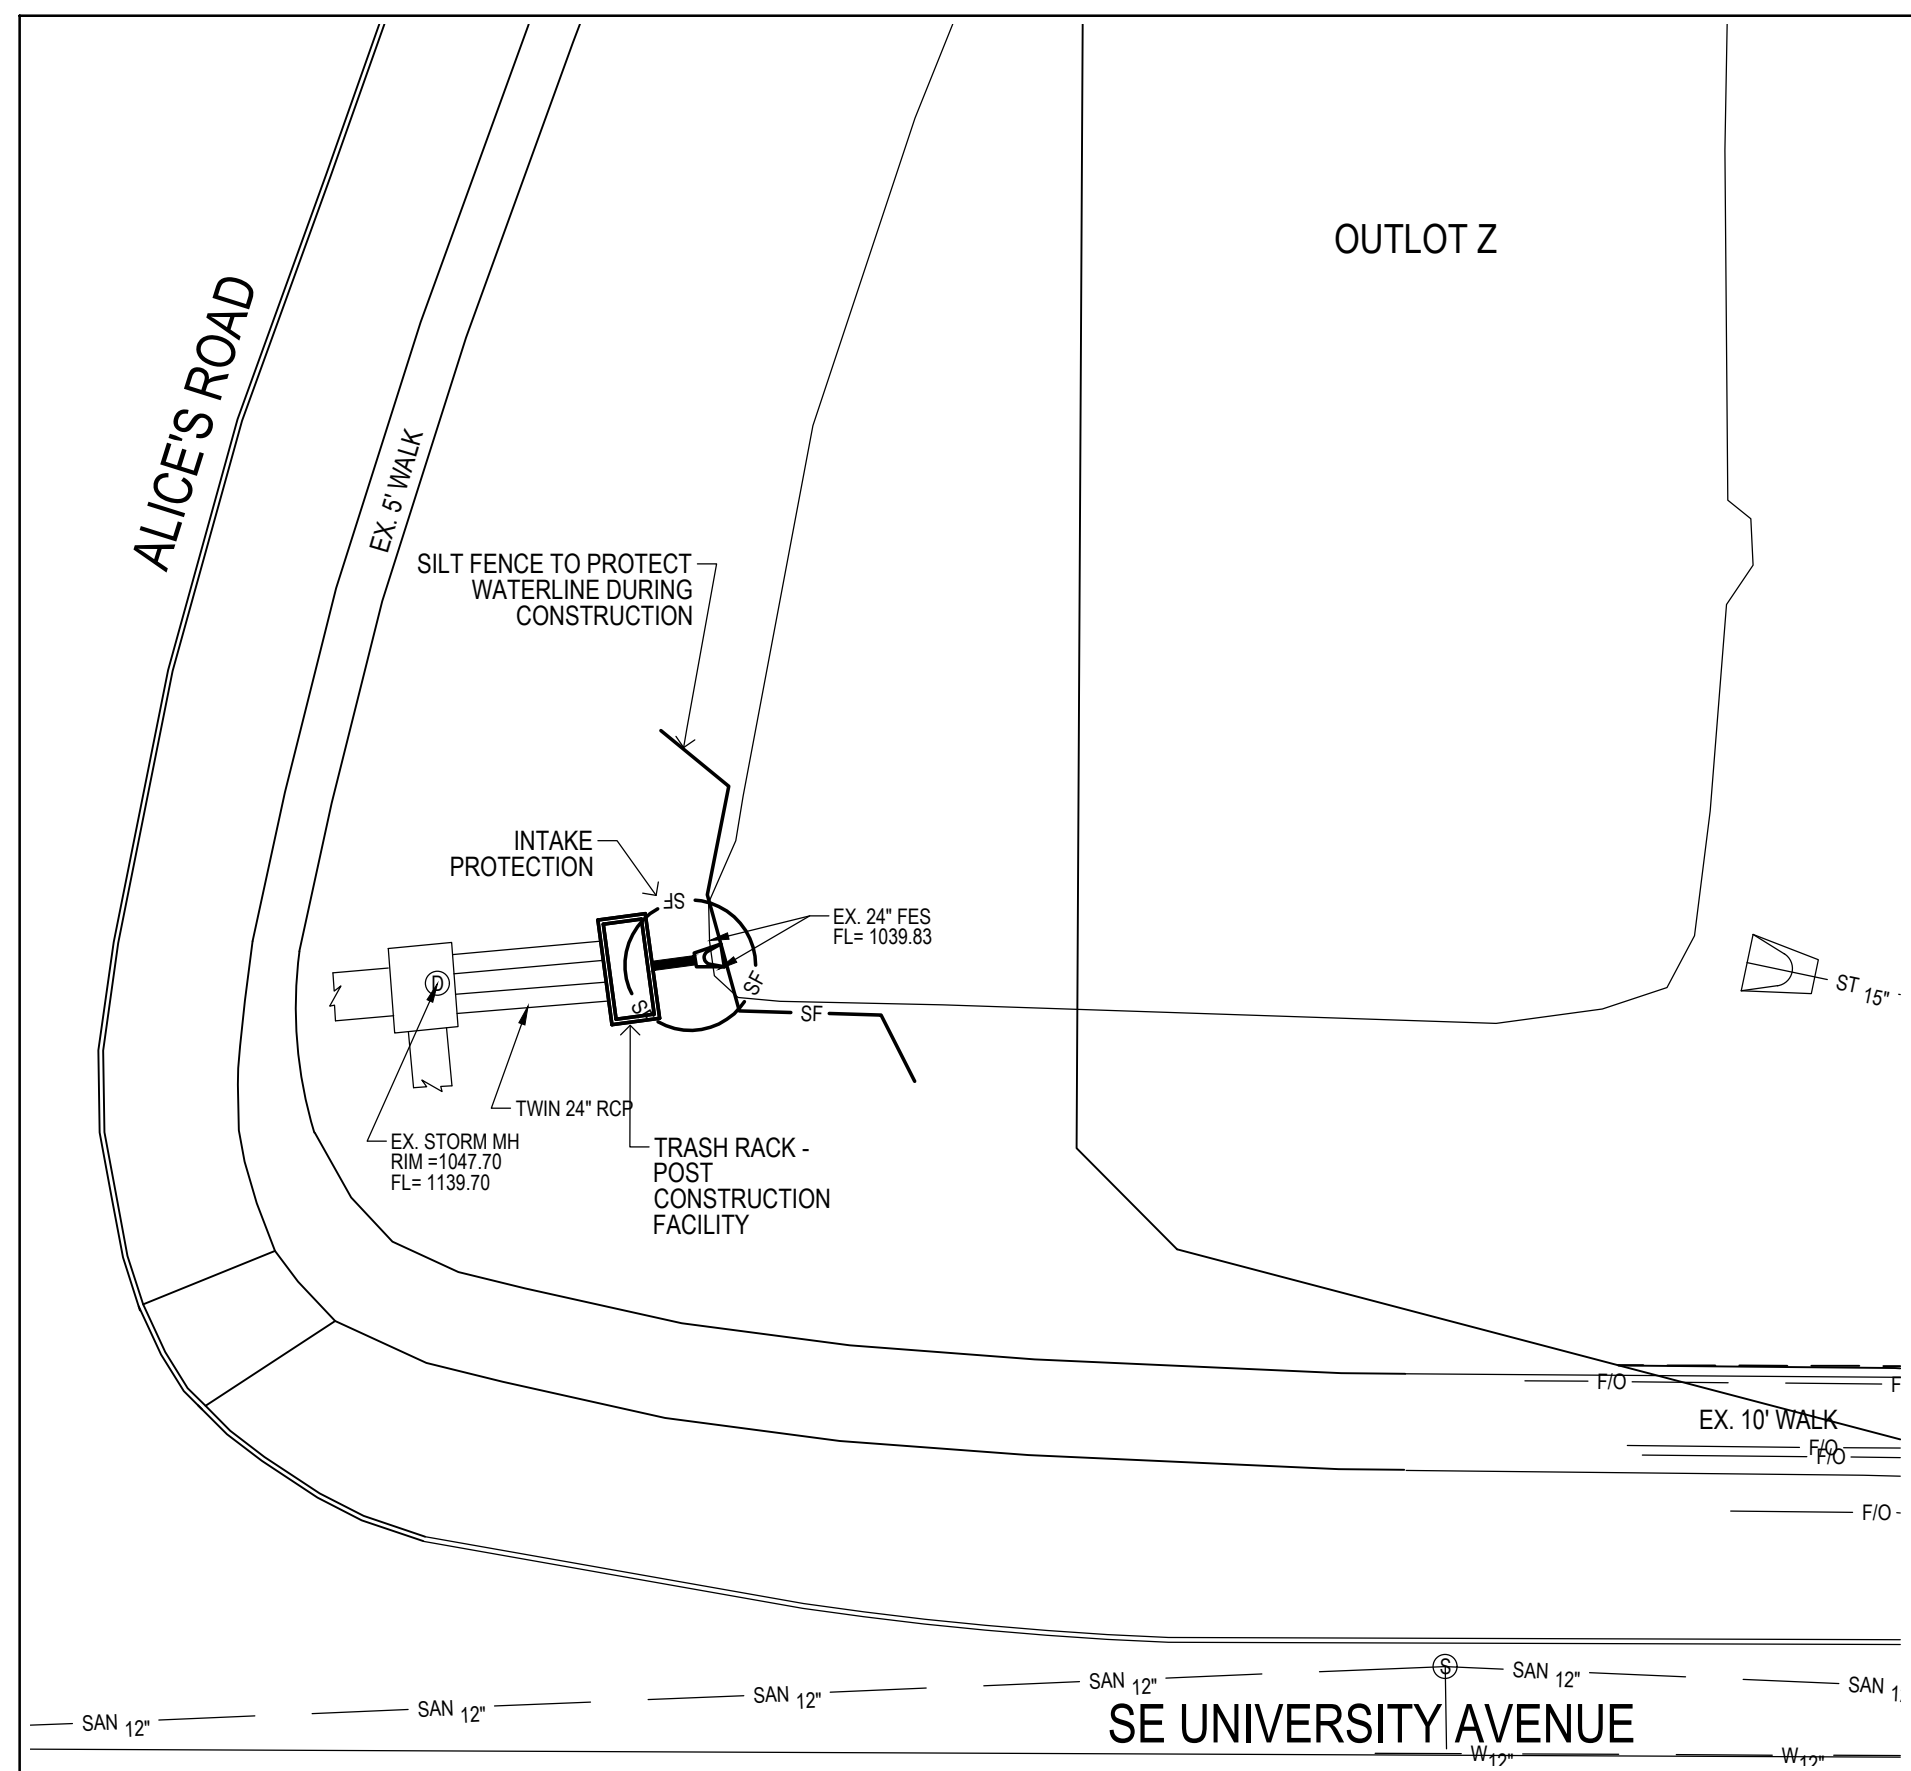 OUTLOT Z
ALICE'S ROAD
EX. 5' WALK
SILT FENCE TO PROTECT
WATERLINE DURING
CONSTRUCTION
INTAKE
PROTECTION
SF
EX. 24" FES
FL= 1039.83
D
SF
SF
SF
ST 15"
TWIN 24" RCP
EX. STORM MH
RIM =1047.70
FL= 1139.70
TRASH RACK -
POST
CONSTRUCTION
FACILITY
F/O
F
EX. 10' WALK
F/O
F/O
F/O
S
SAN 12"
SAN 12"
SAN 12"
SAN 12"
SAN 12"
SAN 1
SE UNIVERSITY AVENUE
W 12"
W 12"